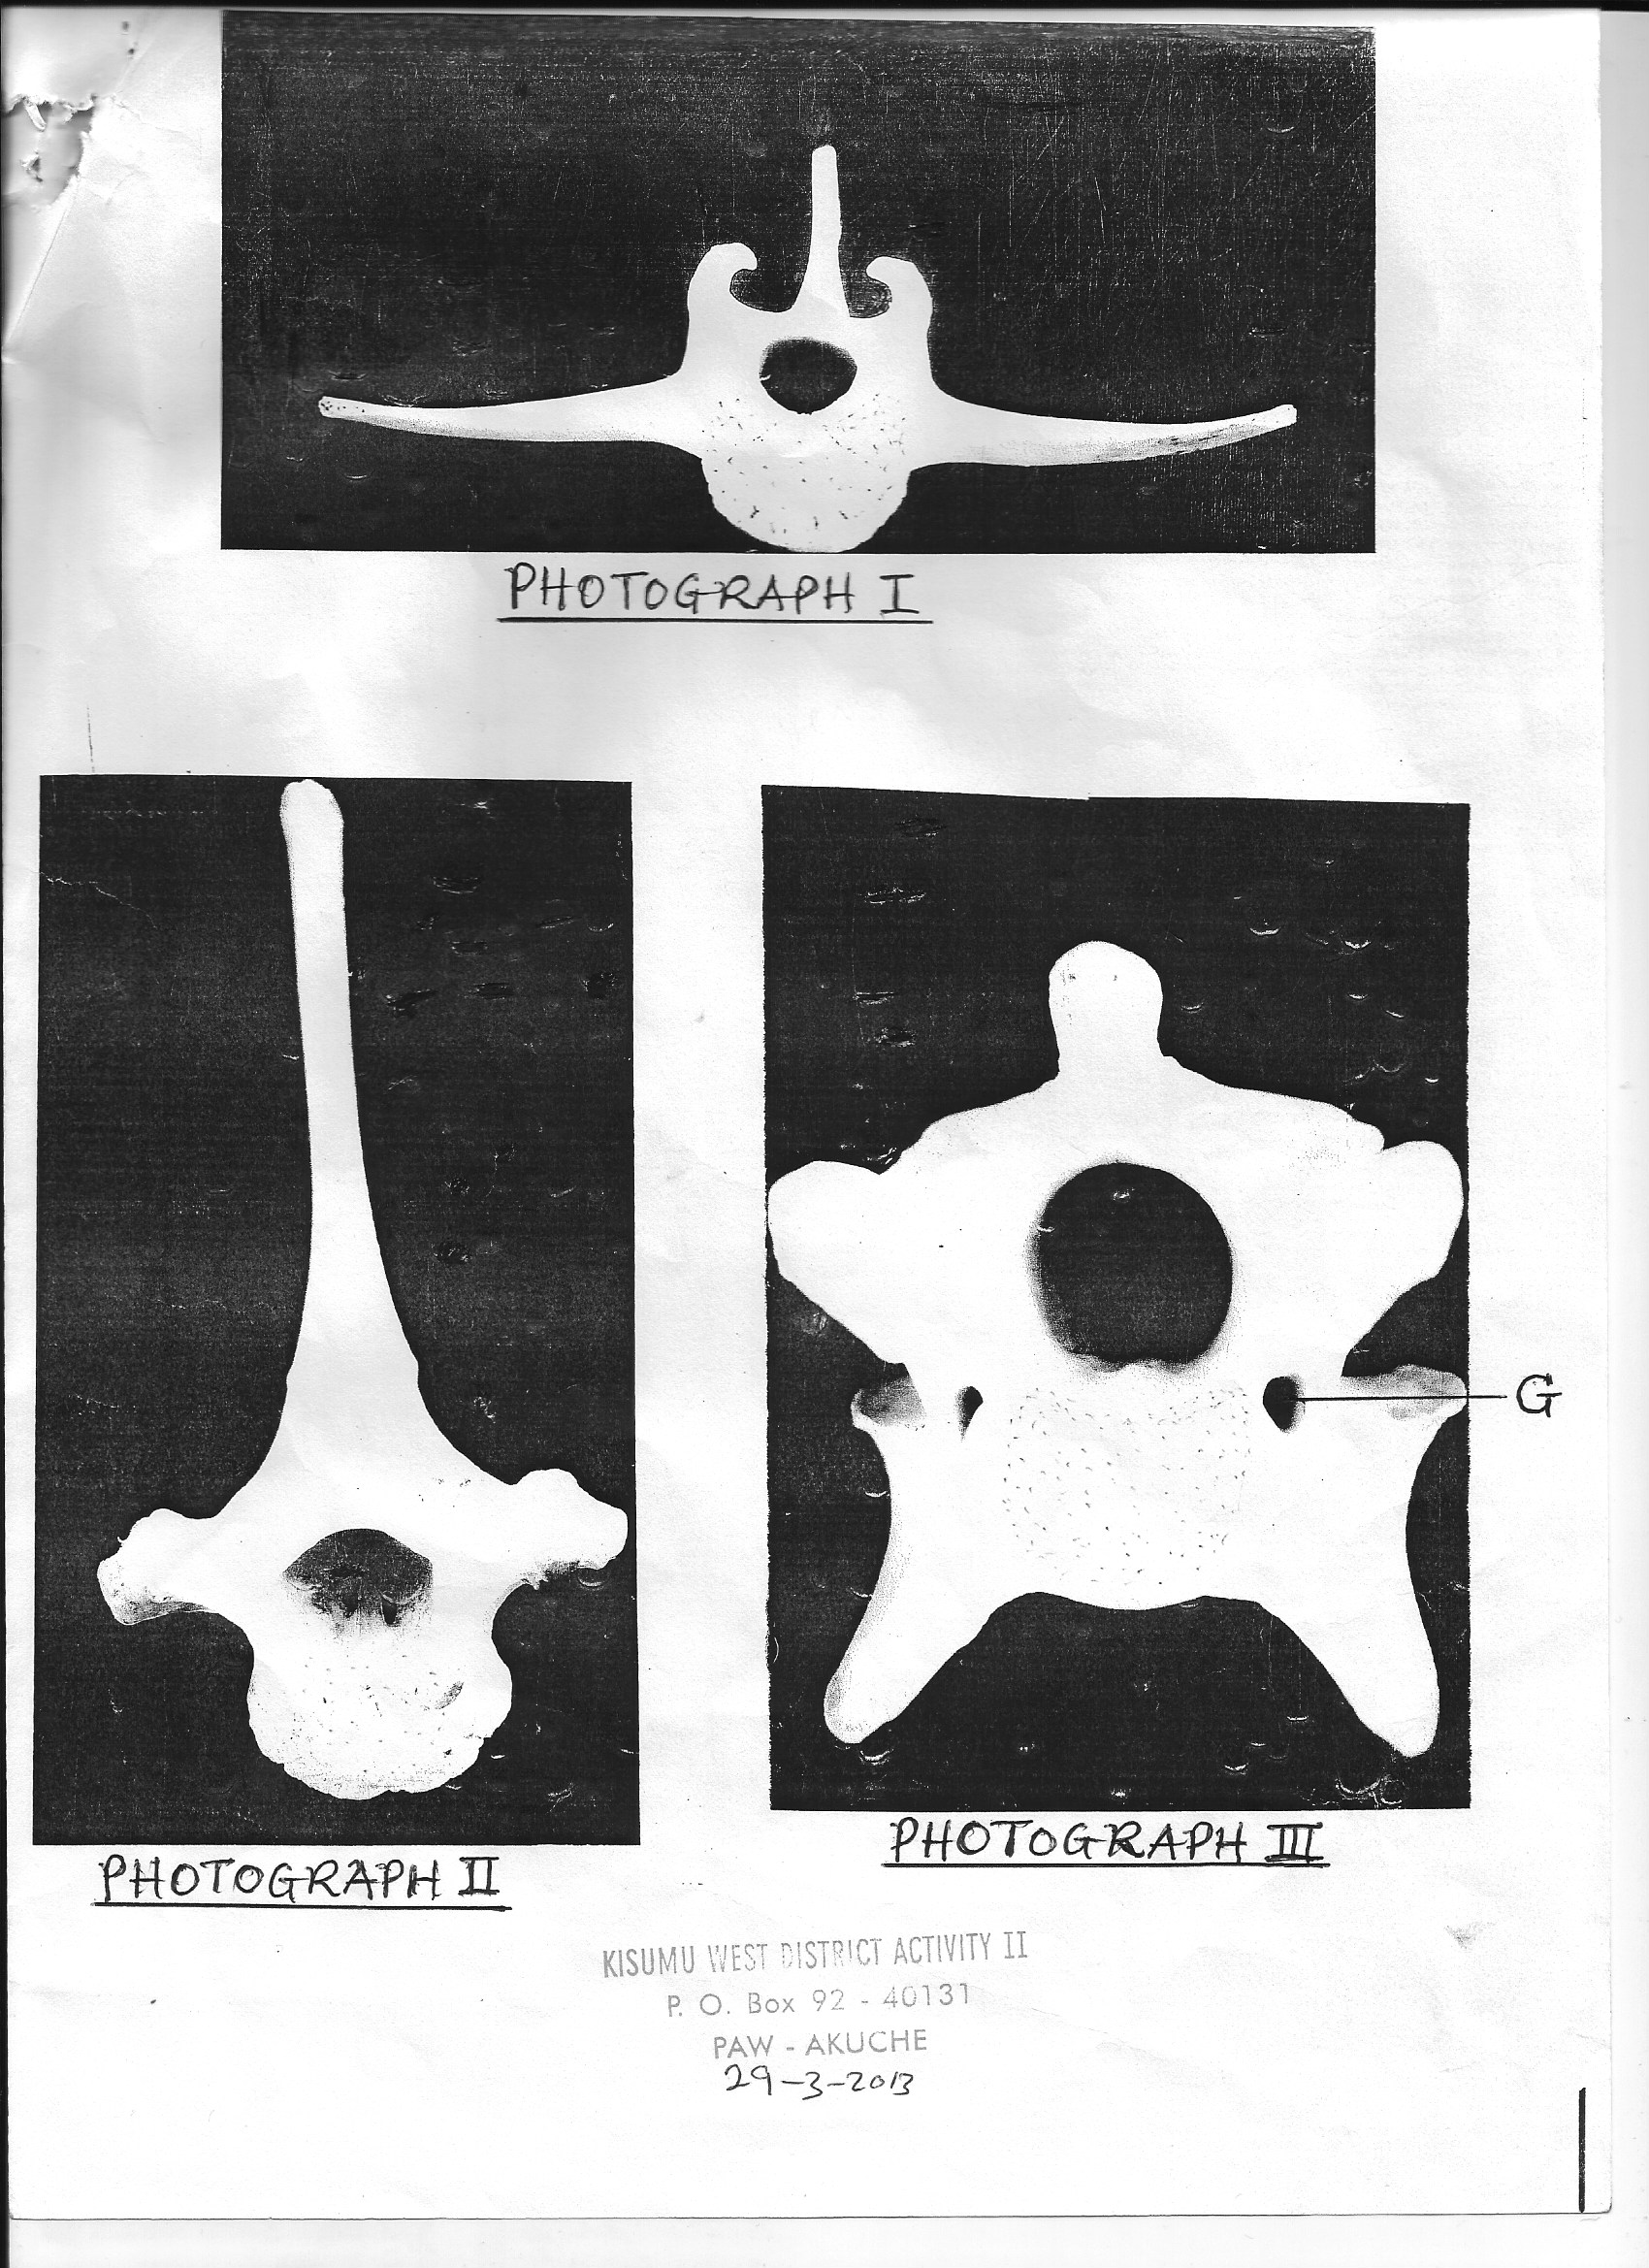 PHOTOGRAPH I
G
PHOTOGRAPH II
PHOTOGRAPH III
KISUMU WEST DISTRICT ACTIVITY II
P. O. Box 92 - 40131
PAW - AKUCHE
29-3-2013